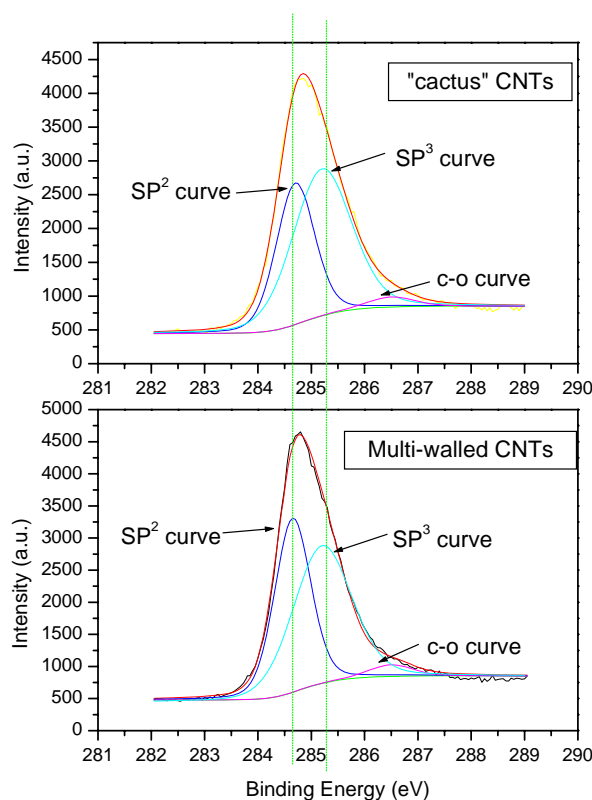 4500
4000
3500
3000
2500
2000
1500
1000
500
0
Intensity (a.u.)
"cactus" CNTs
SP² curve
SP³ curve
c-o curve
281 282 283 284 285 286 287 288 289 290
5000
4500
4000
3500
3000
2500
2000
1500
1000
500
0
Intensity (a.u.)
Multi-walled CNTs
SP² curve
SP³ curve
c-o curve
281 282 283 284 285 286 287 288 289 290
Binding Energy (eV)